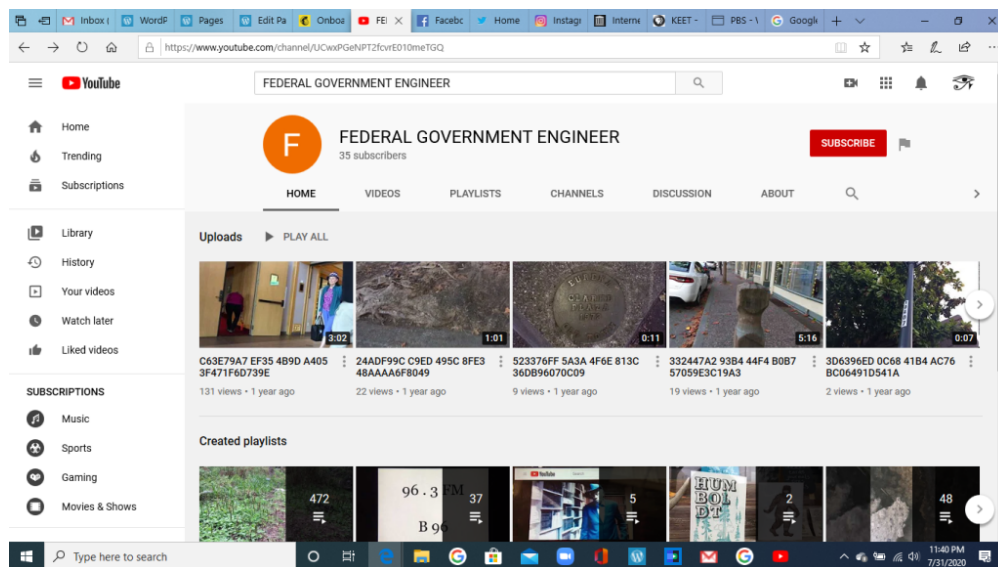 Inbox (
WordP
Pages
Edit Pa
Onboa
FEI
Facebc
Home
Instagr
Interne
KEET -
PBS - \
Google
https://www.youtube.com/channel/UCwxPGeNPT2fcvrE010meTGQ
YouTube
FEDERAL GOVERNMENT ENGINEER
Home
Trending
Subscriptions
Library
History
Your videos
Watch later
Liked videos
SUBSCRIPTIONS
Music
Sports
Gaming
Movies & Shows
F
FEDERAL GOVERNMENT ENGINEER
35 subscribers
SUBSCRIBE
HOME VIDEOS PLAYLISTS CHANNELS DISCUSSION ABOUT
Uploads PLAY ALL
3:02
1:01
0:11
5:16
0:07
C63E79A7 EF35 4B9D A405
3F471F6D739E
131 views • 1 year ago
24ADF99C C9ED 495C 8FE3
48AAAA6F8049
22 views • 1 year ago
523376FF 5A3A 4F6E 813C
36DB96070C09
9 views • 1 year ago
332447A2 93B4 44F4 B0B7
57059E3C19A3
19 views • 1 year ago
3D6396ED 0C68 41B4 AC76
BC06491D541A
2 views • 1 year ago
Created playlists
472
96.3 FM
B 96
37
YouTube
5
HUM
BOL
DT
2
48
Type here to search
11:40 PM
7/31/2020